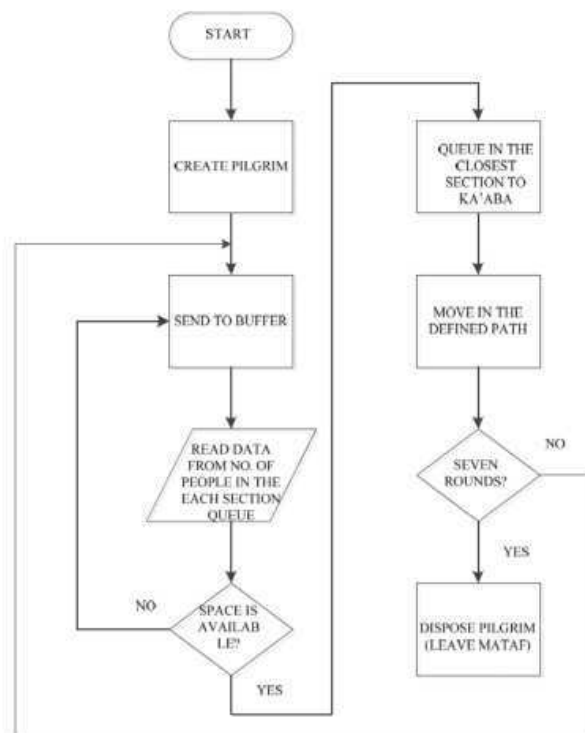 START
CREATE PILGRIM
SEND TO BUFFER
READ DATA
FROM NO. OF
PEOPLE IN THE
EACH SECTION
QUEUE
NO
SPACE IS
AVAILAB
LE?
YES
QUEUE IN THE
CLOSEST
SECTION TO
KA'ABA
MOVE IN THE
DEFINED PATH
SEVEN
ROUNDS?
NO
YES
DISPOSE PILGRIM
(LEAVE MATAF)